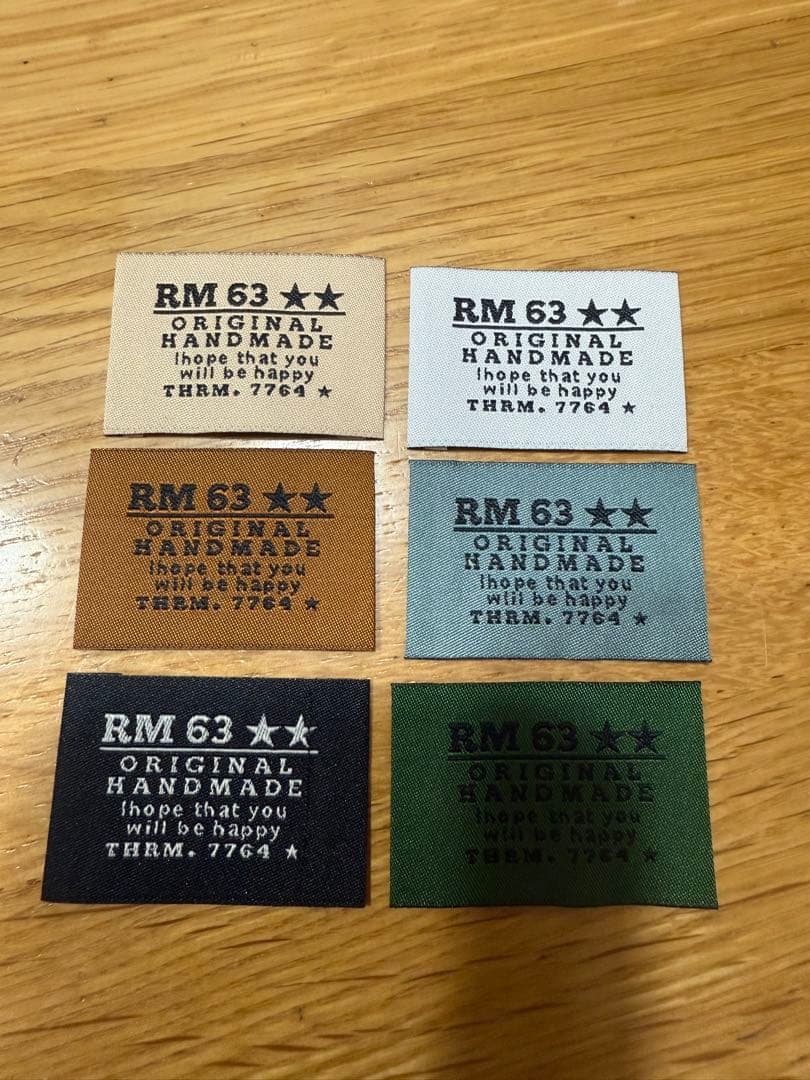 RM 63 ★★
ORIGINAL
HANDMADE
Ihope that you
will be happy
THRM. 7764 ★
RM 63 ★★
ORIGINAL
HANDMADE
Ihope that you
will be happy
THRM. 7764 ★
RM 63 ★★
ORIGINAL
HANDMADE
Ihope that you
will be happy
THRM. 7764 ★
RM 63 ★★
ORIGINAL
HANDMADE
Ihope that you
will be happy
THRM. 7764 ★
RM 63 ★★
ORIGINAL
HANDMADE
Ihope that you
will be happy
THRM. 7764 ★
RM 63 ★★
ORIGINAL
HANDMADE
Ihope that you
will be happy
THRM. 7764 ★